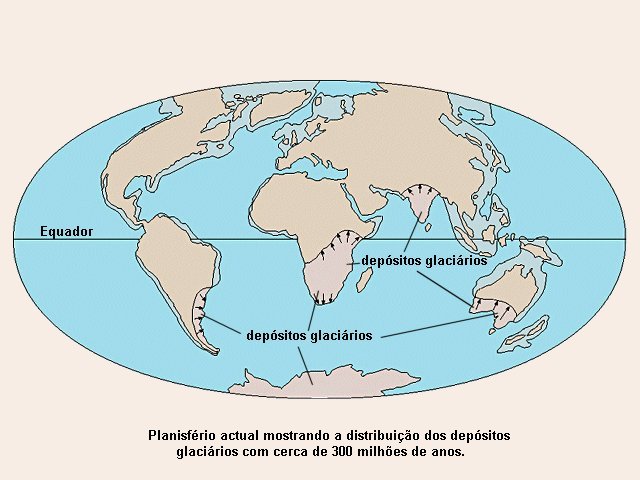 Equador
depósitos glaciários
depósitos glaciários
Planisfério actual mostrando a distribuição dos depósitos
glaciários com cerca de 300 milhões de anos.